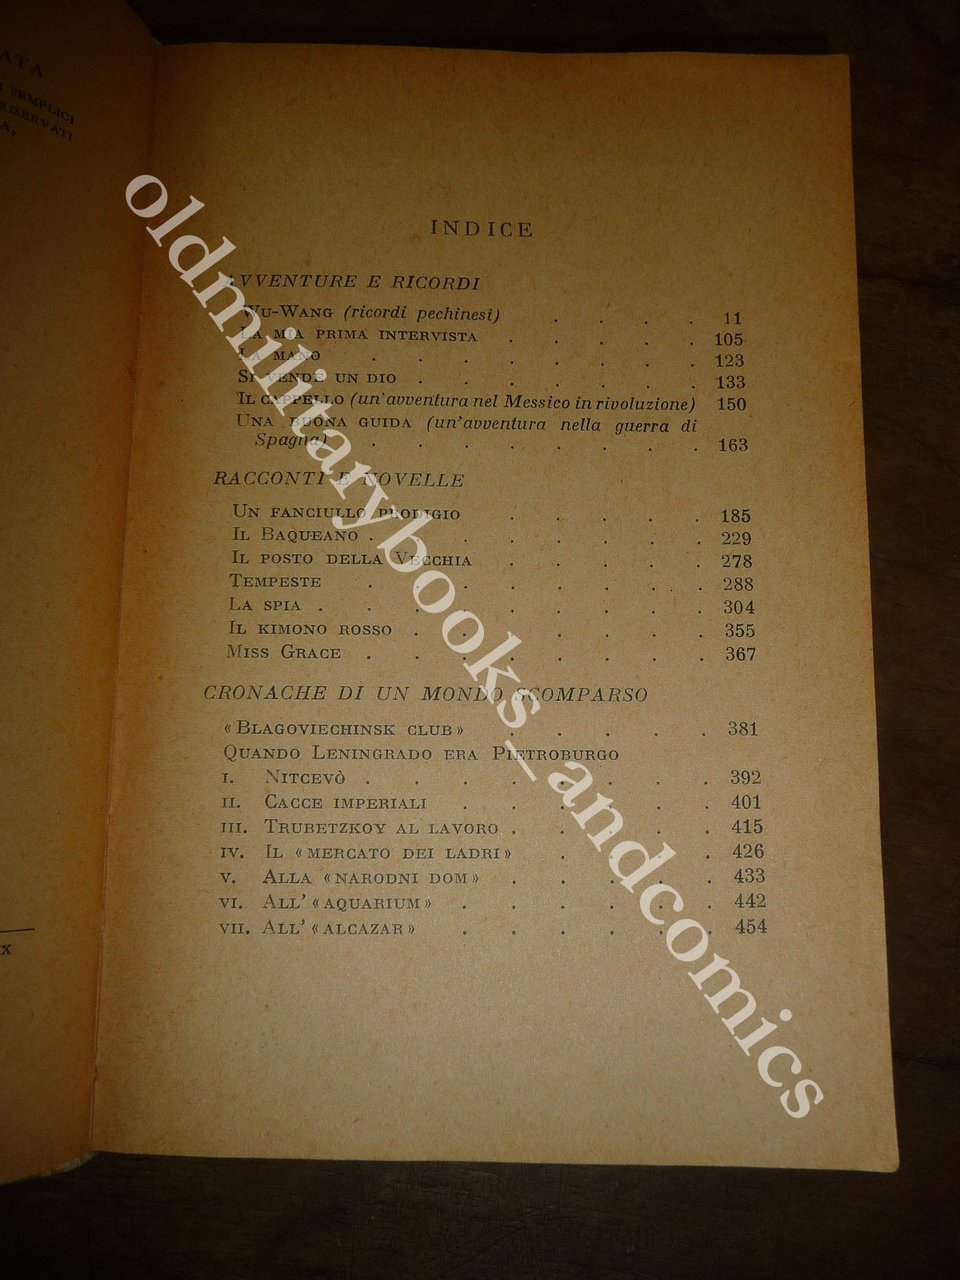 ATA
I SEMPLICI
RISERVATI
A,
X
INDICE
AVVENTURE E RICORDI
WU-WANG (ricordi pechinesi) . . . . 11
LA MIA PRIMA INTERVISTA . . . . . 105
LA MANO . . . . . . . . 123
SI VENDE UN DIO . . . . . . . 133
IL CAPPELLO (un'avventura nel Messico in rivoluzione) 150
UNA BUONA GUIDA (un'avventura nella guerra di
Spagna) . . . . . . . . 163
RACCONTI E NOVELLE
UN FANCIULLO PRODIGIO . . . . . 185
IL BAQUEANO . . . . . . . 229
IL POSTO DELLA VECCHIA . . . . . 278
TEMPESTE . . . . . . . . 288
LA SPIA . . . . . . . . . 304
IL KIMONO ROSSO . . . . . . . 355
MISS GRACE . . . . . . . . 367
CRONACHE DI UN MONDO SCOMPARSO
«BLAGOVIECHINSK CLUB» . . . . . 381
QUANDO LENINGRADO ERA PIETROBURGO
I. NITCEVÒ . . . . . . . . 392
II. CACCE IMPERIALI . . . . . . 401
III. TRUBETZKOY AL LAVORO . . . . . 415
IV. IL «MERCATO DEI LADRI» . . . . 426
V. ALLA «NARODNI DOM» . . . . . 433
VI. ALL' «AQUARIUM» . . . . . . 442
VII. ALL' «ALCAZAR» . . . . . . 454
oldmilitarybooks_andcomics